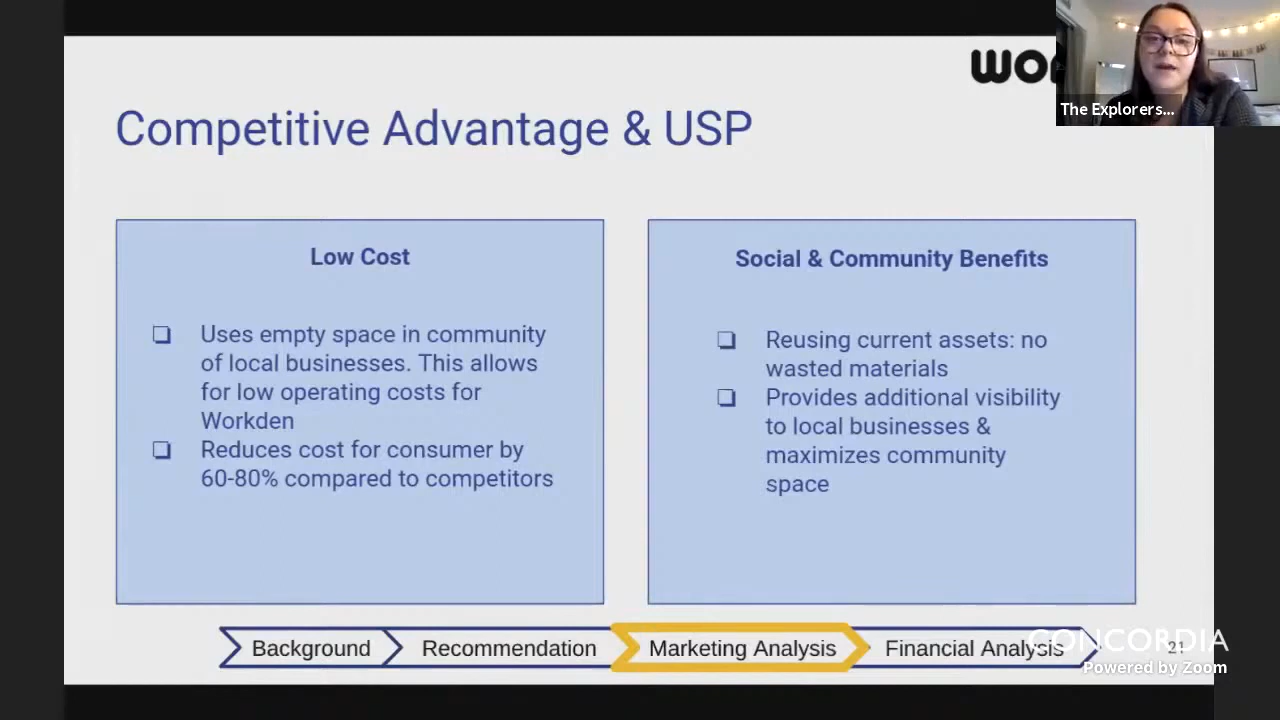 WO
The Explorers...
Competitive Advantage & USP
Low Cost
Uses empty space in community
of local businesses. This allows
for low operating costs for
Workden
Reduces cost for consumer by
60-80% compared to competitors
Social & Community Benefits
Reusing current assets: no
wasted materials
Provides additional visibility
to local businesses &
maximizes community
space
Background
Recommendation
Marketing Analysis
Financial Analysis
CONCORDIA
Powered by Zoom